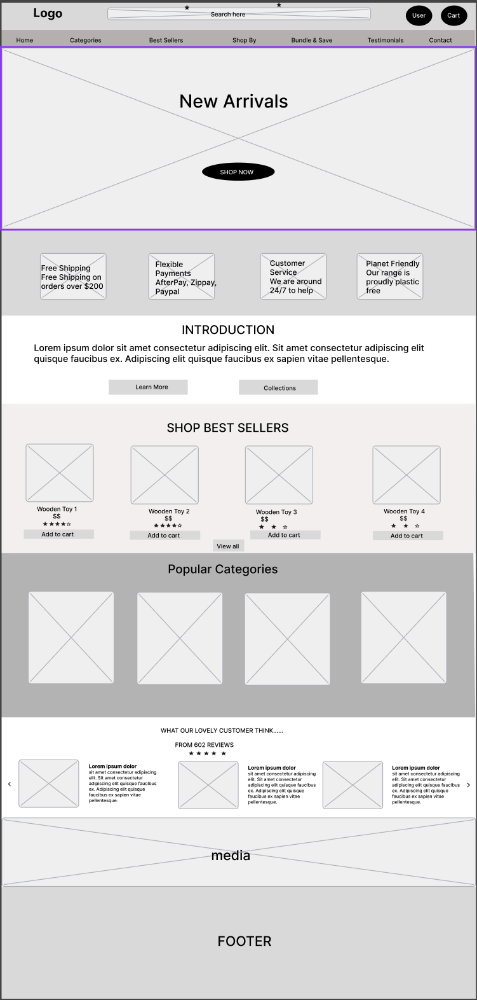 Logo
Search here
User
Cart
Home
Categories
Best Sellers
Shop By
Bundle & Save
Testimonials
Contact
New Arrivals
SHOP NOW
Free Shipping
Free Shipping on
orders over $200
Flexible
Payments
AfterPay, Zippay,
Paypal
Customer
Service
We are around
24/7 to help
Planet Friendly
Our range is
proudly plastic
free
INTRODUCTION
Lorem ipsum dolor sit amet consectetur adipiscing elit. Sit amet consectetur adipiscing elit
quisque faucibus ex. Adipiscing elit quisque faucibus ex sapien vitae pellentesque.
Learn More
Collections
SHOP BEST SELLERS
Wooden Toy 1
$$
Add to cart
Wooden Toy 2
$$
Add to cart
Wooden Toy 3
$$
Add to cart
Wooden Toy 4
$$
Add to cart
View all
Popular Categories
WHAT OUR LOVELY CUSTOMER THINK......
FROM 602 REVIEWS
Lorem ipsum dolor
sit amet consectetur adipiscing
elit. Sit amet consectetur
adipiscing elit quisque faucibus
ex. Adipiscing elit quisque
faucibus ex sapien vitae
pellentesque.
Lorem ipsum dolor
sit amet consectetur adipiscing
elit. Sit amet consectetur
adipiscing elit quisque faucibus
ex. Adipiscing elit quisque
faucibus ex sapien vitae
pellentesque.
Lorem ipsum dolor
sit amet consectetur adipiscing
elit. Sit amet consectetur
adipiscing elit quisque faucibus
ex. Adipiscing elit quisque
faucibus ex sapien vitae
pellentesque.
media
FOOTER